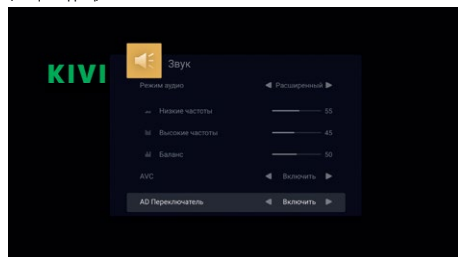 KIVI
Звук
Режим аудио
Расширенный
Низкие частоты
55
Высокие частоты
45
Баланс
50
AVC
Включить
AD Переключатель
Включить